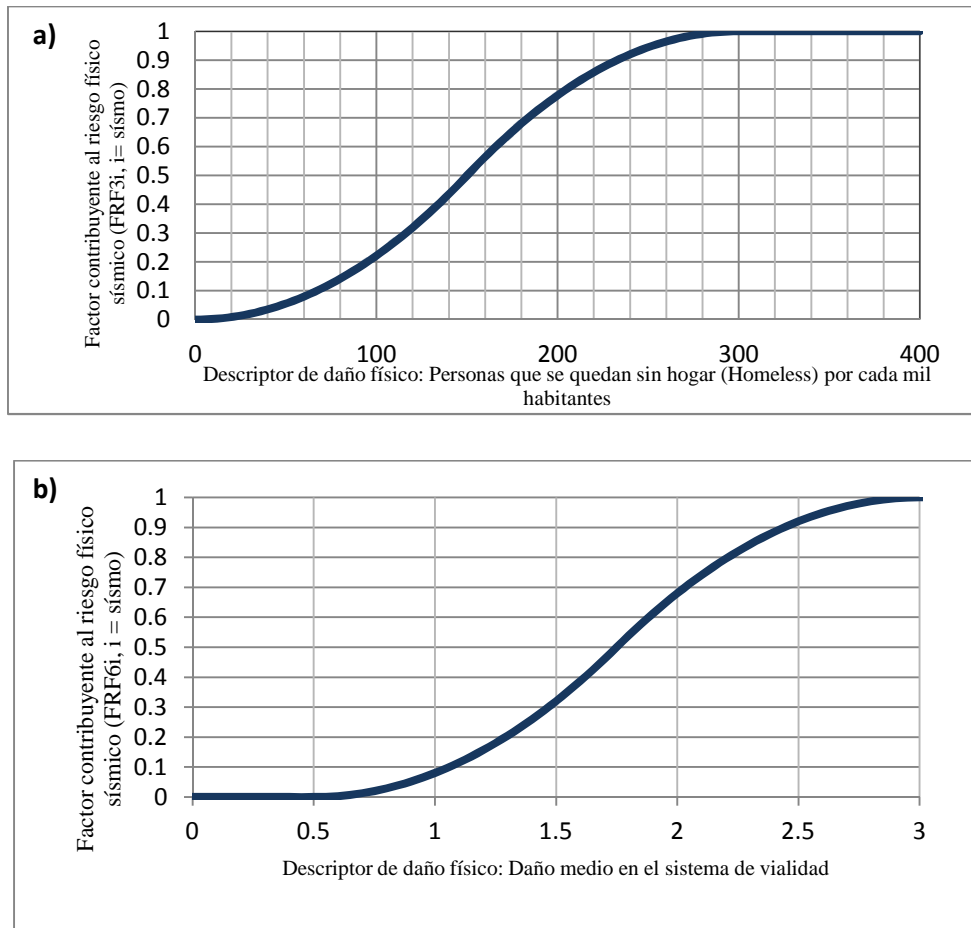 a)
Factor contribuyente al riesgo físico
sísmico (FRF3i, i= sísmo)
1
0.9
0.8
0.7
0.6
0.5
0.4
0.3
0.2
0.1
0
0 100 200 300 400
Descriptor de daño físico: Personas que se quedan sin hogar (Homeless) por cada mil
habitantes
b)
Factor contribuyente al riesgo físico
sísmico (FRF6i, i = sísmo)
1
0.9
0.8
0.7
0.6
0.5
0.4
0.3
0.2
0.1
0
0 0.5 1 1.5 2 2.5 3
Descriptor de daño físico: Daño medio en el sistema de vialidad